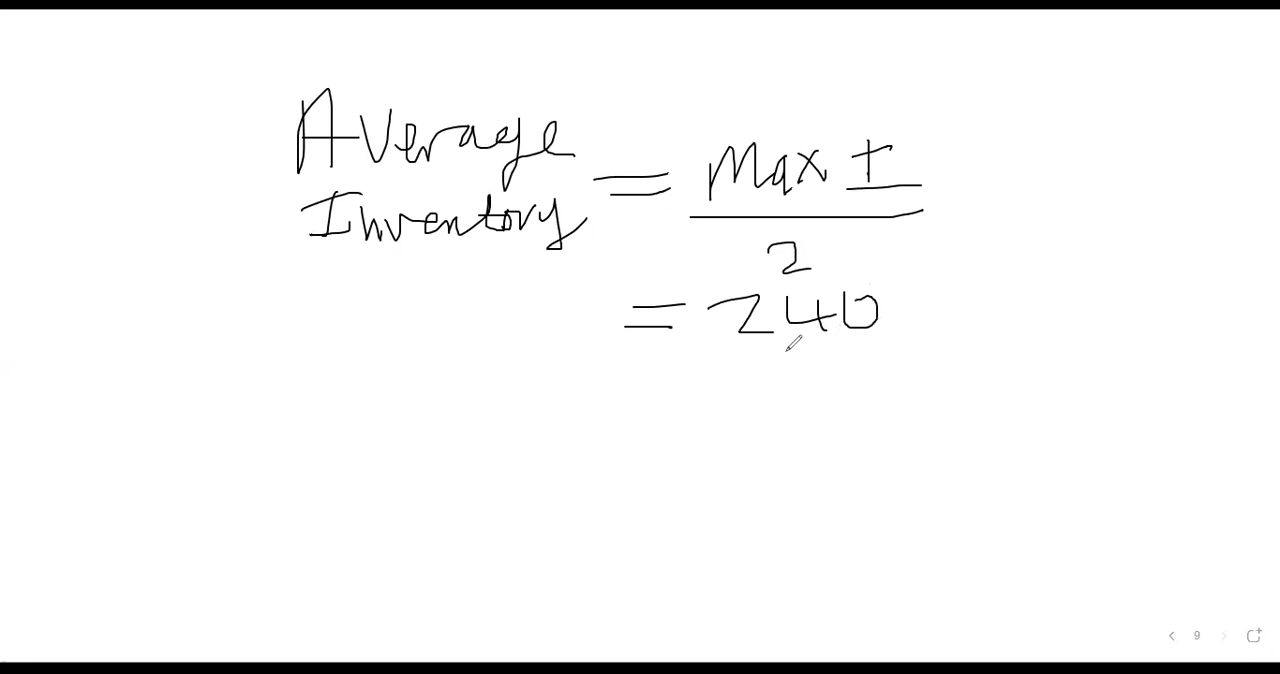 Average
Inventory
= Max +
2
= 240
9